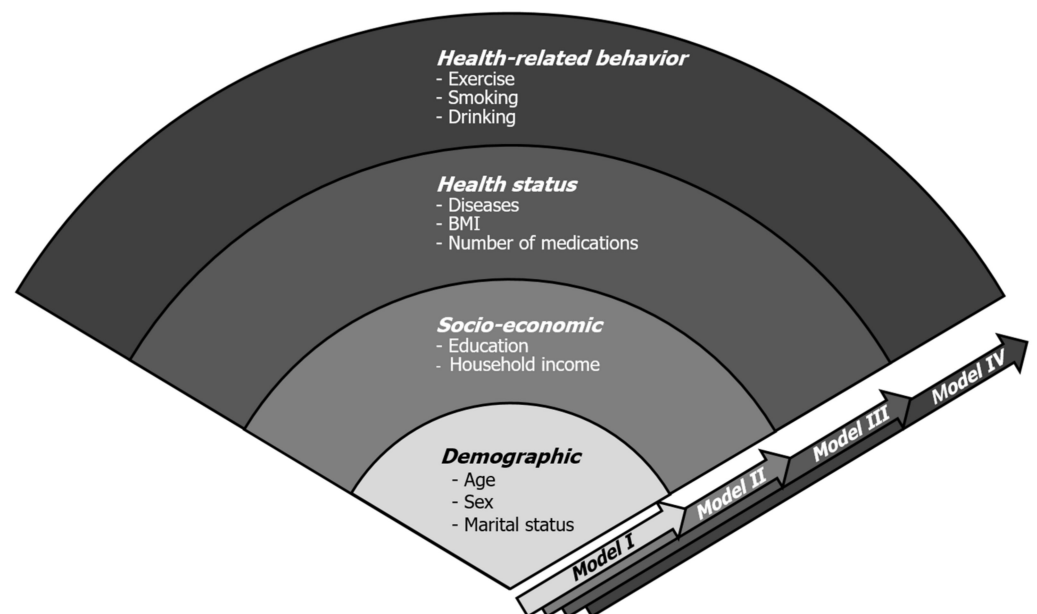 Health-related behavior
- Exercise
- Smoking
- Drinking
Health status
- Diseases
- BMI
- Number of medications
Socio-economic
- Education
- Household income
Demographic
- Age
- Sex
- Marital status
Model I
Model II
Model III
Model IV